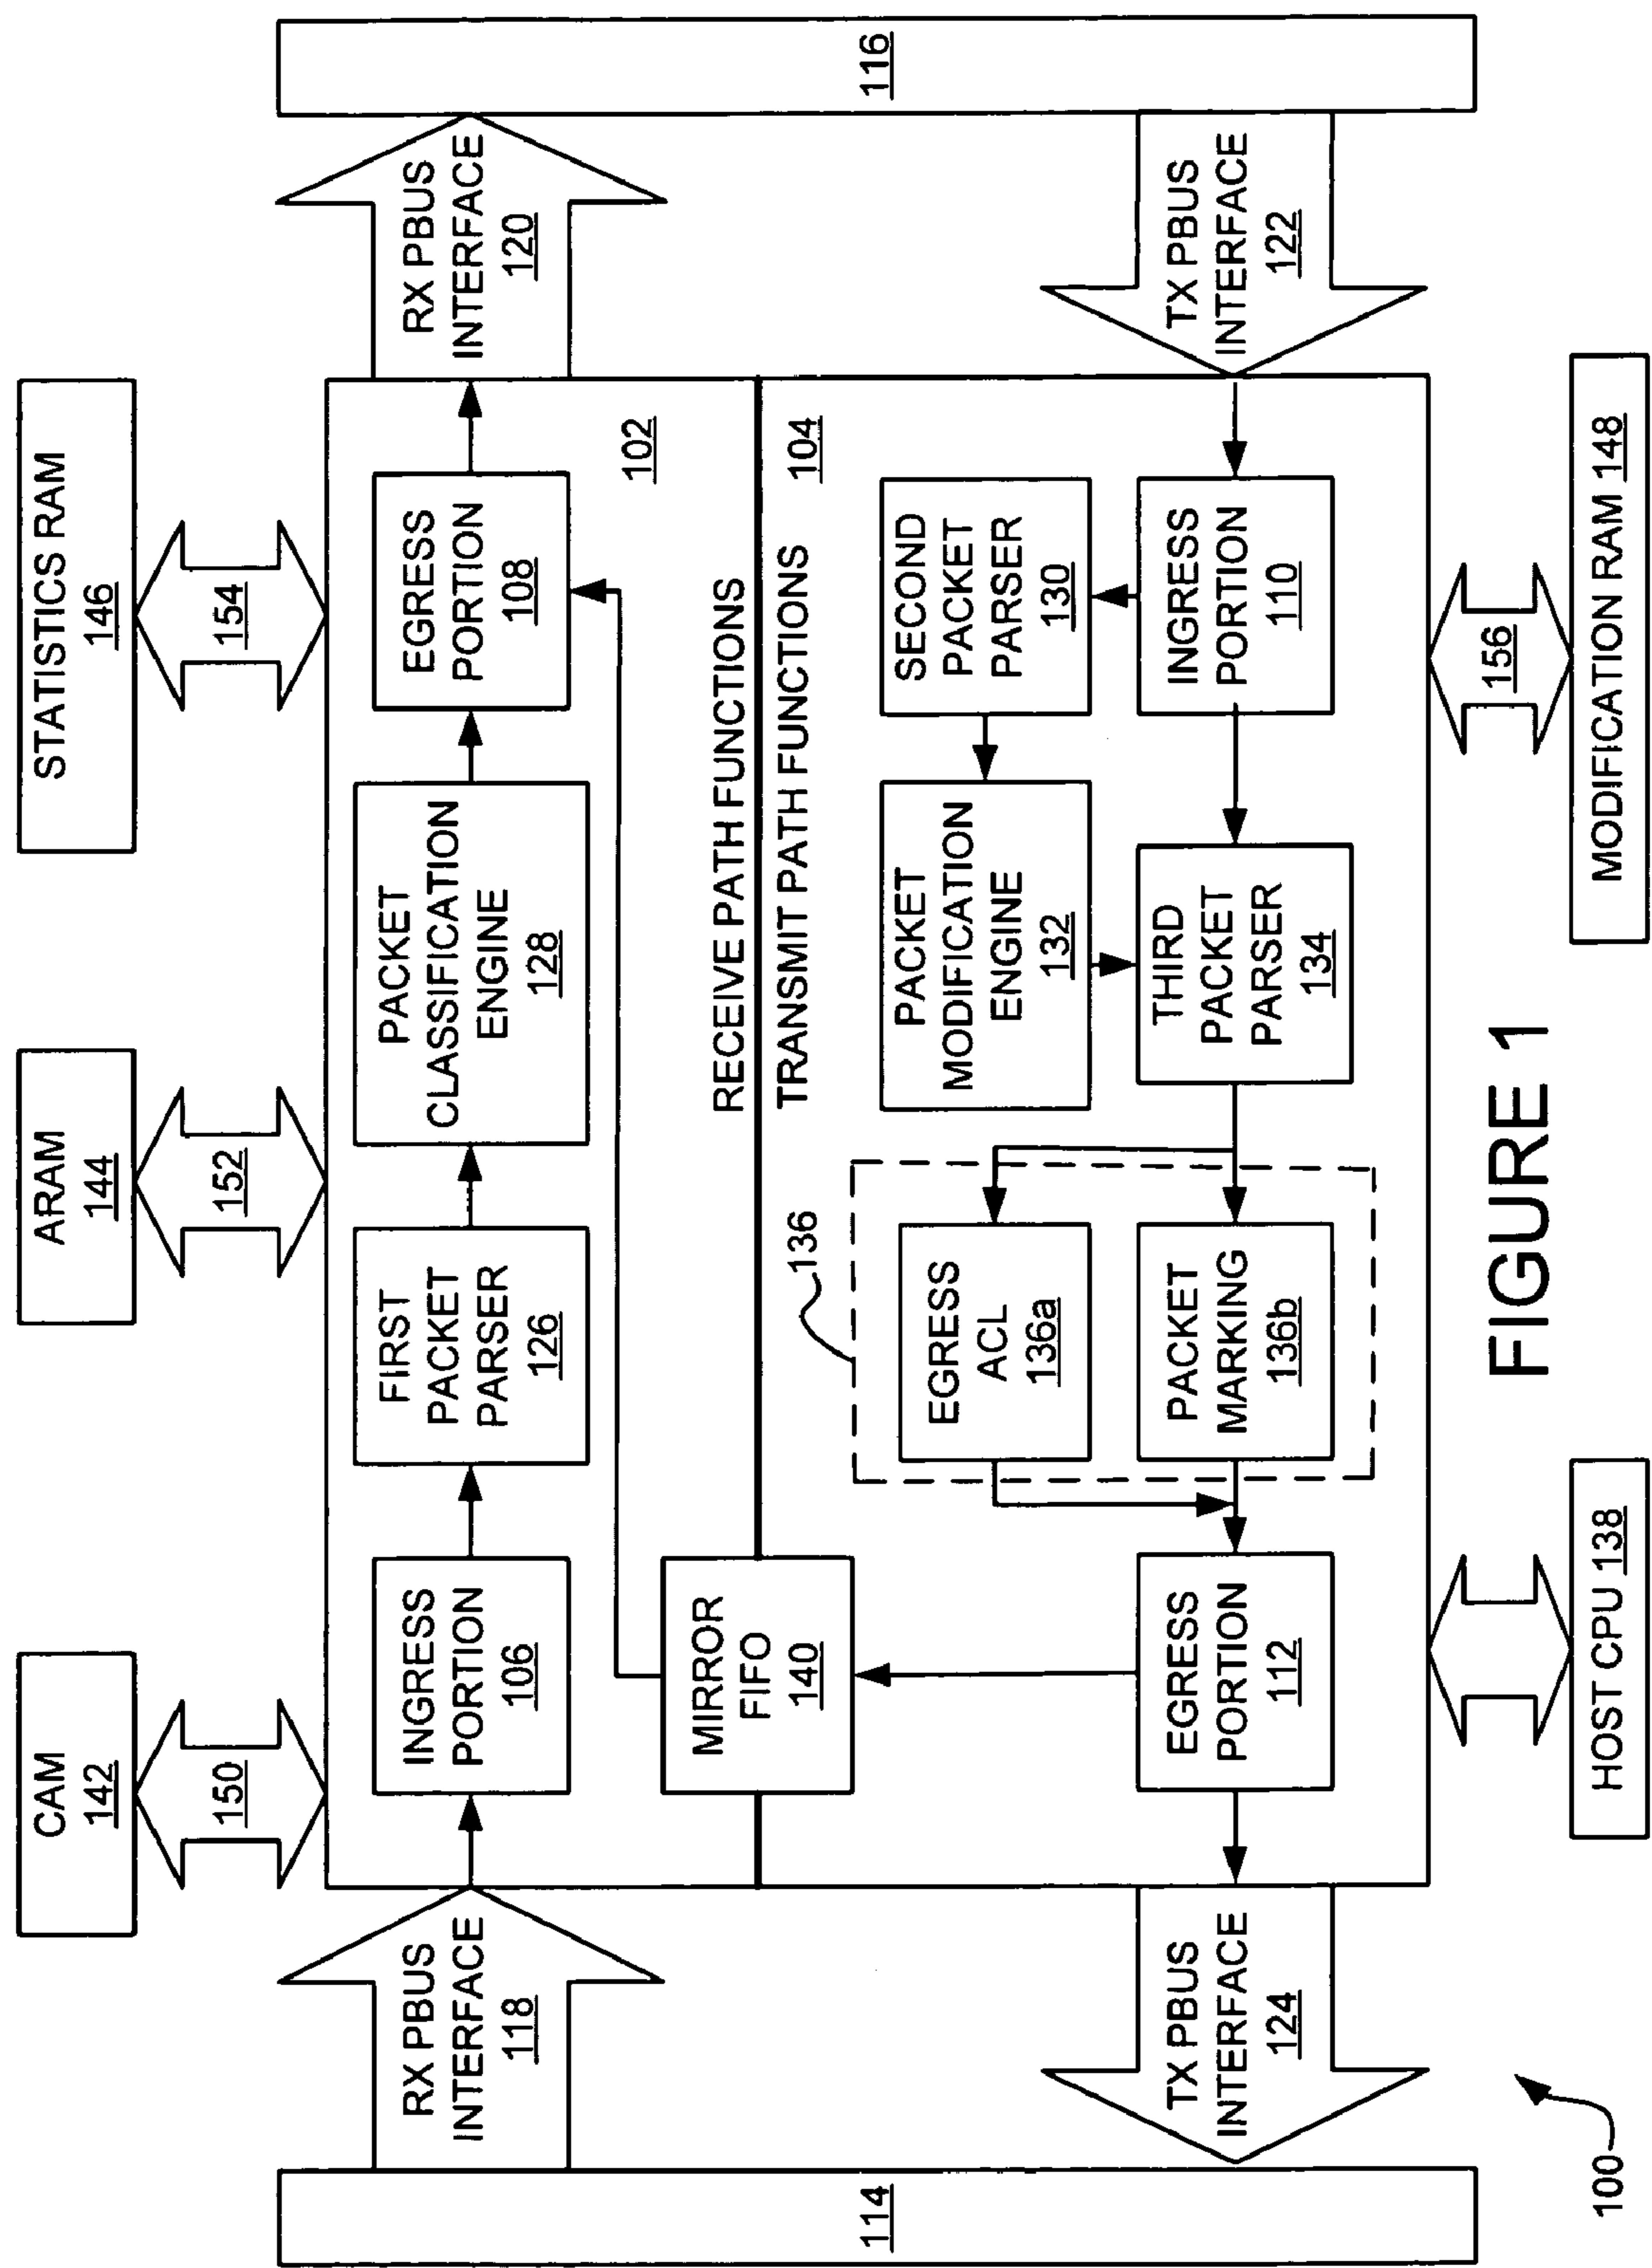 CAM
142
ARAM
144
STATISTICS RAM
146
150
152
154
RX PBUS
INTERFACE
118
INGRESS
PORTION
106
FIRST
PACKET
PARSER
126
PACKET
CLASSIFICATION
ENGINE
128
EGRESS
PORTION
108
RX PBUS
INTERFACE
120
102
114
116
MIRROR
FIFO
140
RECEIVE PATH FUNCTIONS
TRANSMIT PATH FUNCTIONS
104
136
EGRESS
ACL
136a
PACKET
MODIFICATION
ENGINE
132
SECOND
PACKET
PARSER
130
TX PBUS
INTERFACE
124
EGRESS
PORTION
112
PACKET
MARKING
136b
THIRD
PACKET
PARSER
134
INGRESS
PORTION
110
TX PBUS
INTERFACE
122
156
HOST CPU 138
MODIFICATION RAM 148
100
FIGURE 1